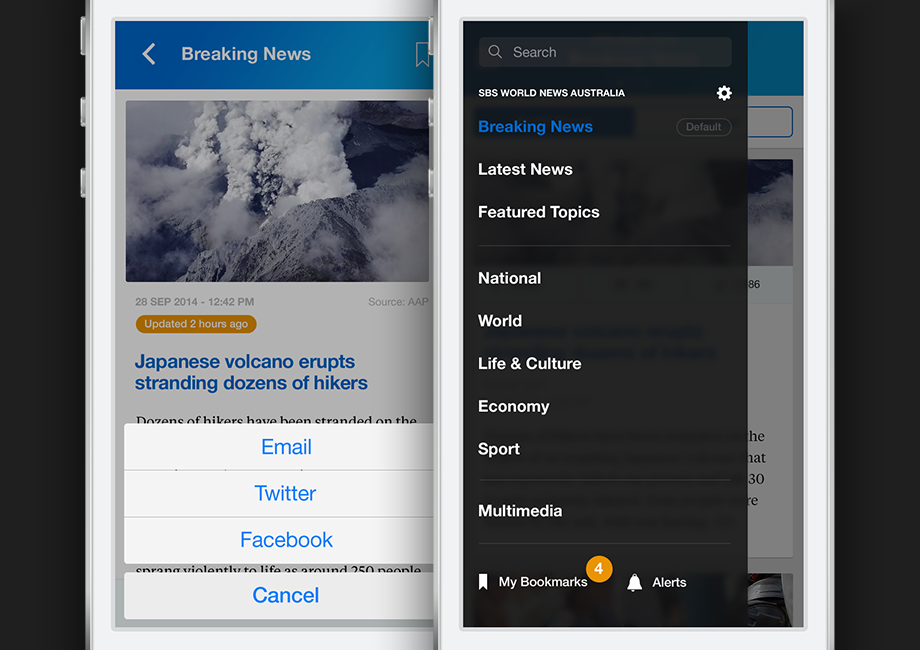 Breaking News
28 SEP 2014 - 12:42 PM
Source: AAP
Updated 2 hours ago
Japanese volcano erupts
stranding dozens of hikers
Dozens of hikers have been stranded on the
Email
Twitter
Facebook
sprang violently to life as around 250 people
Cancel
Search
SBS WORLD NEWS AUSTRALIA
Breaking News
Default
Latest News
Featured Topics
National
World
Life & Culture
Economy
Sport
Multimedia
My Bookmarks
4
Alerts
86
the
hat
30
re